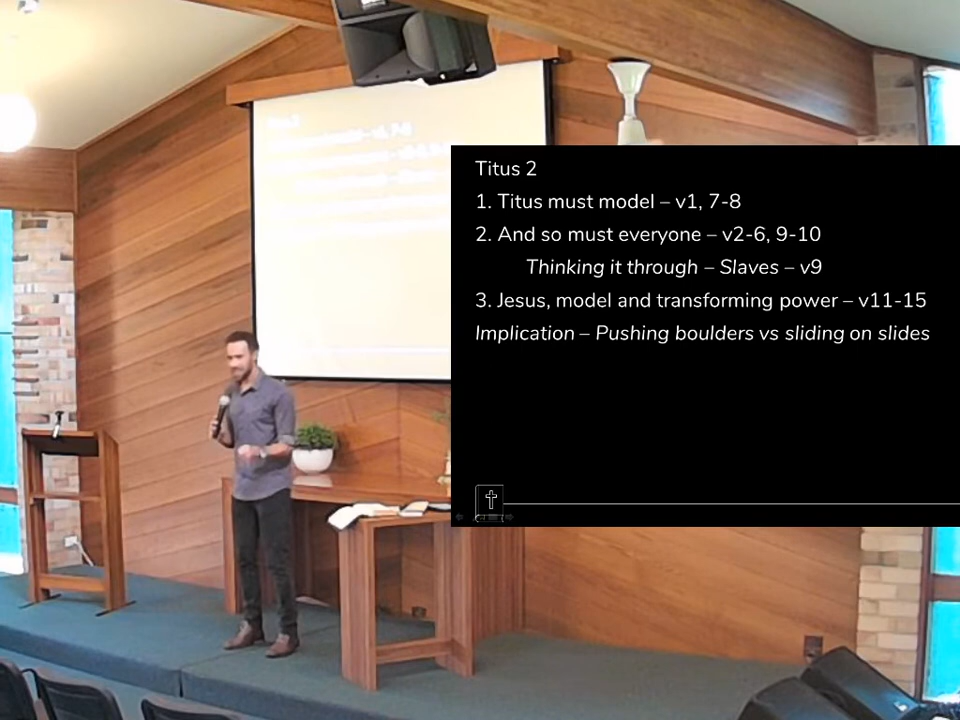 Titus 2
1. Titus must model – v1, 7-8
2. And so must everyone – v2-6, 9-10
Thinking it through – Slaves – v9
3. Jesus, model and transforming power – v11-15
Implication – Pushing boulders vs sliding on slides